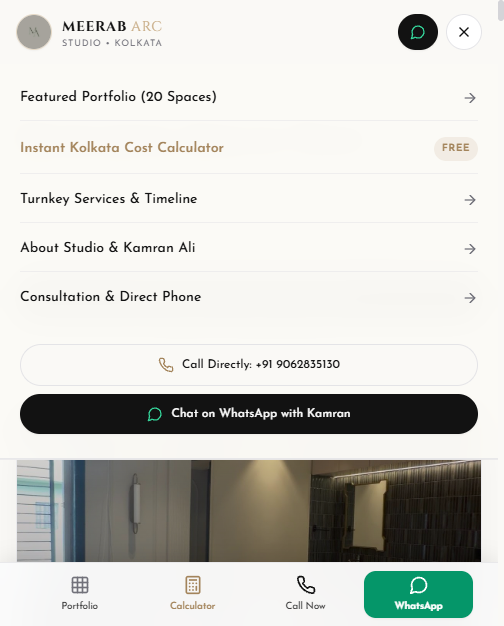 MEERAB ARC
STUDIO • KOLKATA
Featured Portfolio (20 Spaces)
Instant Kolkata Cost Calculator
FREE
Turnkey Services & Timeline
About Studio & Kamran Ali
Consultation & Direct Phone
Call Directly: +91 9062835130
Chat on WhatsApp with Kamran
Portfolio
Calculator
Call Now
WhatsApp